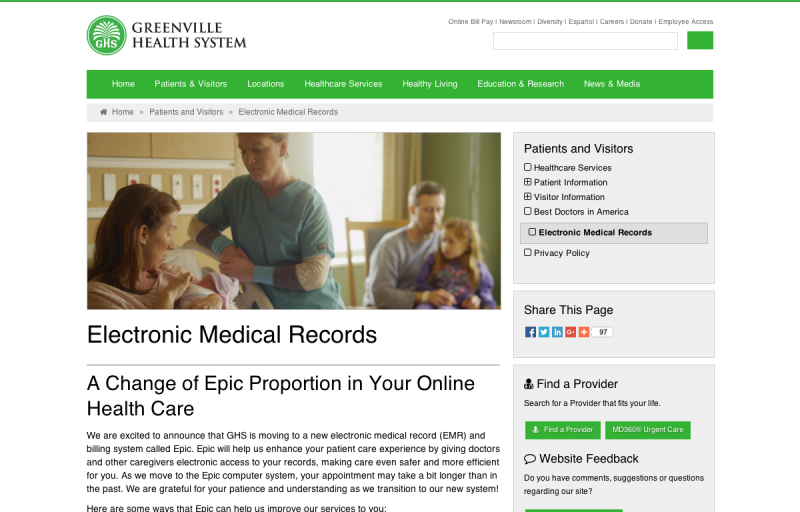 GREENVILLE
HEALTH SYSTEM
GHS
Online Bill Pay | Newsroom | Diversity | Español | Careers | Donate | Employee Access
Home Patients & Visitors Locations Healthcare Services Healthy Living Education & Research News & Media
Home » Patients and Visitors » Electronic Medical Records
Electronic Medical Records
A Change of Epic Proportion in Your Online
Health Care
We are excited to announce that GHS is moving to a new electronic medical record (EMR) and
billing system called Epic. Epic will help us enhance your patient care experience by giving doctors
and other caregivers electronic access to your records, making care even safer and more efficient
for you. As we move to the Epic computer system, your appointment may take a bit longer than in
the past. We are grateful for your patience and understanding as we transition to our new system!
Here are some ways that Epic can help us improve our services to you:
Patients and Visitors
Healthcare Services
Patient Information
Visitor Information
Best Doctors in America
Electronic Medical Records
Privacy Policy
Share This Page
97
Find a Provider
Search for a Provider that fits your life.
Find a Provider MD360® Urgent Care
Website Feedback
Do you have comments, suggestions or questions
regarding our site?